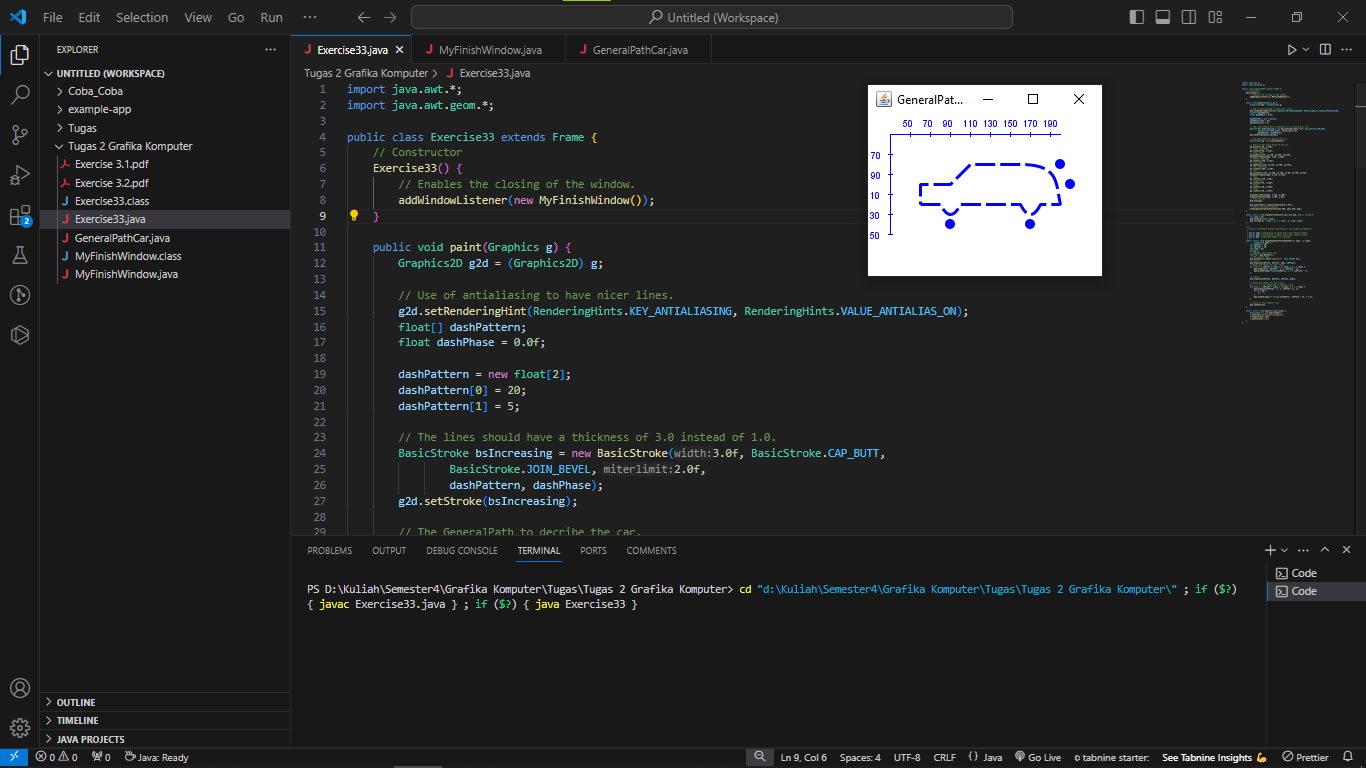 File Edit Selection View Go Run ··· Untitled (Workspace)
EXPLORER ···
UNTITLED (WORKSPACE)
Coba_Coba
example-app
Tugas
Tugas 2 Grafika Komputer
Exercise 3.1.pdf
Exercise 3.2.pdf
Exercise33.class
Exercise33.java
GeneralPathCar.java
MyFinishWindow.class
MyFinishWindow.java
OUTLINE
TIMELINE
JAVA PROJECTS
2
Exercise33.java MyFinishWindow.java GeneralPathCar.java
Tugas 2 Grafika Komputer > Exercise33.java
1 import java.awt.*;
2 import java.awt.geom.*;
3
4 public class Exercise33 extends Frame {
5 // Constructor
6 Exercise33() {
7 // Enables the closing of the window.
8 addWindowListener(new MyFinishWindow());
9 }
10
11 public void paint(Graphics g) {
12 Graphics2D g2d = (Graphics2D) g;
13
14 // Use of antialiasing to have nicer lines.
15 g2d.setRenderingHint(RenderingHints.KEY_ANTIALIASING, RenderingHints.VALUE_ANTIALIAS_ON);
16 float[] dashPattern;
17 float dashPhase = 0.0f;
18
19 dashPattern = new float[2];
20 dashPattern[0] = 20;
21 dashPattern[1] = 5;
22
23 // The lines should have a thickness of 3.0 instead of 1.0.
24 BasicStroke bsIncreasing = new BasicStroke(width:3.0f, BasicStroke.CAP_BUTT,
25 BasicStroke.JOIN_BEVEL, miterlimit:2.0f,
26 dashPattern, dashPhase);
27 g2d.setStroke(bsIncreasing);
28
29 // The GeneralPath to decribe the car.
GeneralPat...
50 70 90 110 130 150 170 190
70
90
10
30
50
PROBLEMS OUTPUT DEBUG CONSOLE TERMINAL PORTS COMMENTS
PS D:\Kuliah\Semester4\Grafika Komputer\Tugas\Tugas 2 Grafika Komputer> cd "d:\Kuliah\Semester4\Grafika Komputer\Tugas\Tugas 2 Grafika Komputer\" ; if ($?)
{ javac Exercise33.java } ; if ($?) { java Exercise33 }
Code
Code
0 0 0 Java: Ready Ln 9, Col 6 Spaces: 4 UTF-8 CRLF {} Java Go Live tabnine starter: See Tabnine Insights 💪 Prettier